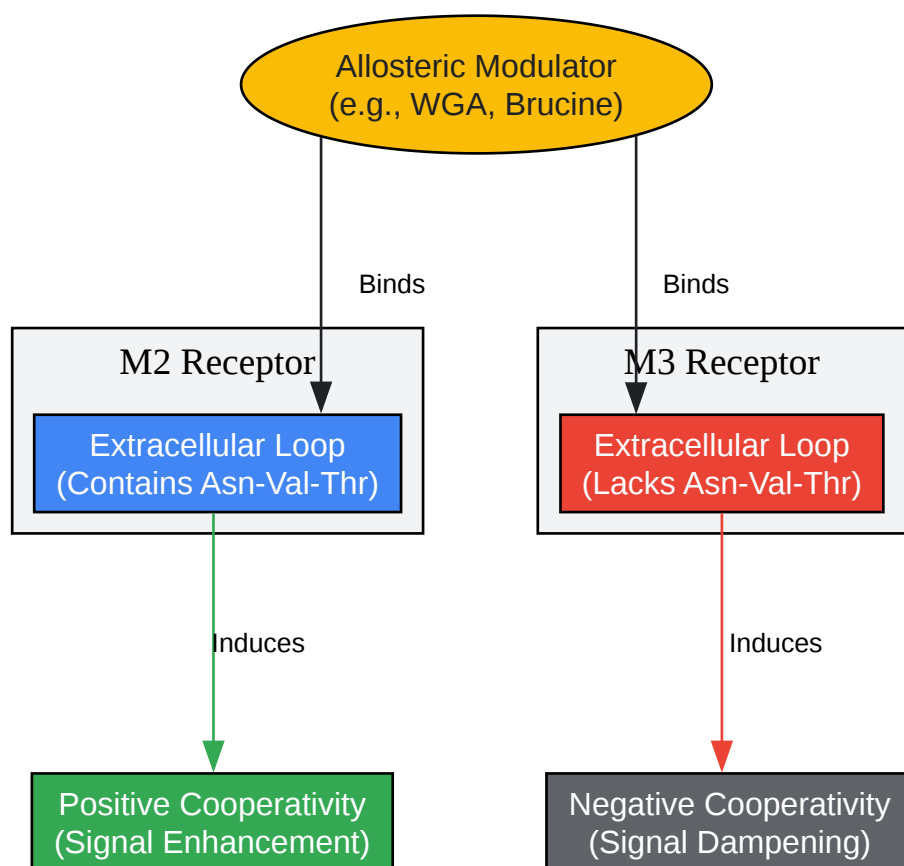 Allosteric Modulator
(e.g., WGA, Brucine)
Binds
Binds
M2 Receptor
M3 Receptor
Extracellular Loop
(Contains Asn-Val-Thr)
Extracellular Loop
(Lacks Asn-Val-Thr)
Induces
Induces
Positive Cooperativity
(Signal Enhancement)
Negative Cooperativity
(Signal Dampening)